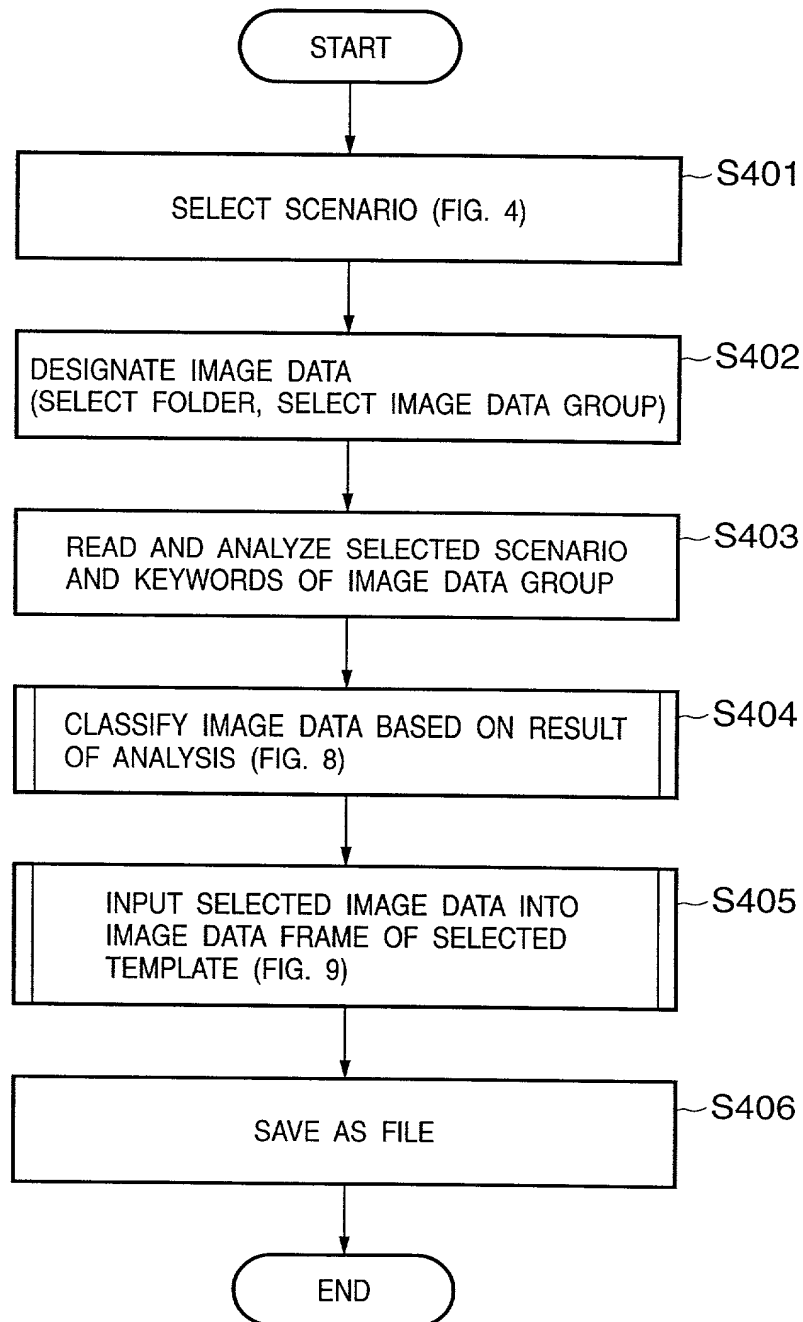 START
S401
SELECT SCENARIO (FIG. 4)
S402
DESIGNATE IMAGE DATA
(SELECT FOLDER, SELECT IMAGE DATA GROUP)
S403
READ AND ANALYZE SELECTED SCENARIO
AND KEYWORDS OF IMAGE DATA GROUP
S404
CLASSIFY IMAGE DATA BASED ON RESULT
OF ANALYSIS (FIG. 8)
S405
INPUT SELECTED IMAGE DATA INTO
IMAGE DATA FRAME OF SELECTED
TEMPLATE (FIG. 9)
S406
SAVE AS FILE
END